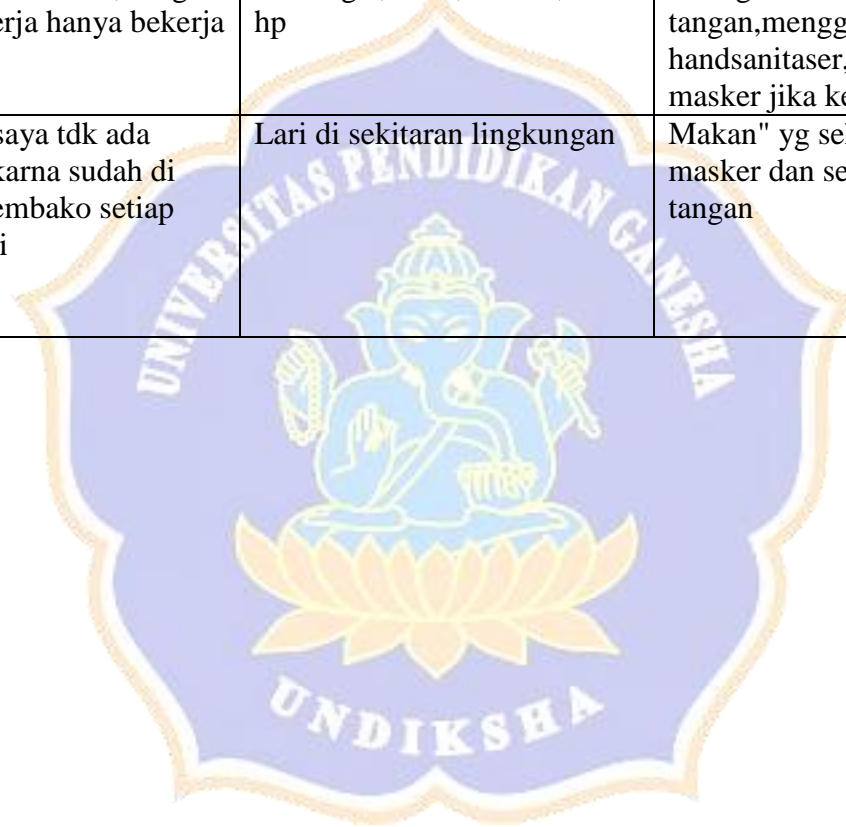 erja hanya bekerja
hp
tangan,mengg
handsanitaser,
masker jika ke
saya tdk ada
karna sudah di
embako setiap
i
Lari di sekitaran lingkungan
Makan" yg se
masker dan se
tangan
UNIVERSITAS PENDIDIKAN GANESHA
UNDIKSHA